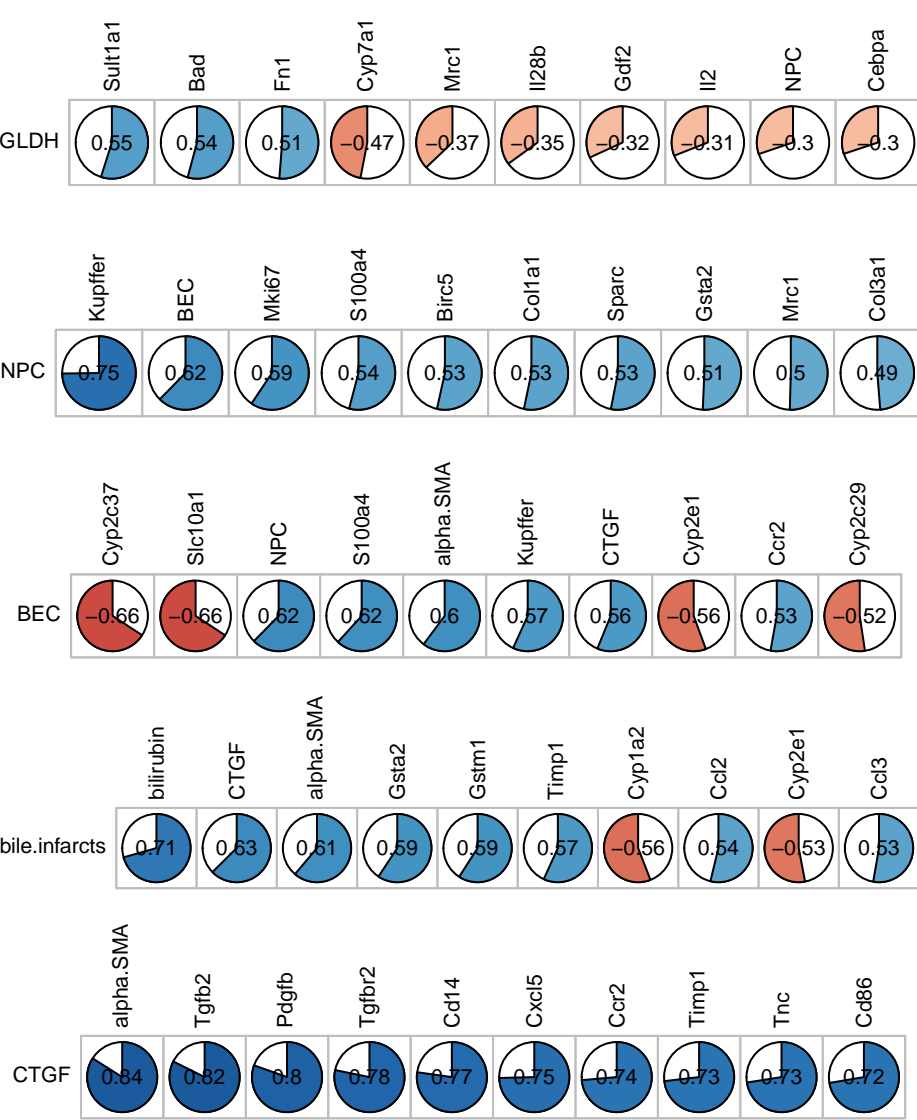 Sult1a1 Bad Fn1 Cyp7a1 Mrc1 Il28b Gdf2 Il2 NPC Cebpa
GLDH 0.55 0.54 0.51 −0.47 −0.37 −0.35 −0.32 −0.31 −0.3 −0.3
Kupffer BEC Mki67 S100a4 Birc5 Col1a1 Sparc Gsta2 Mrc1 Col3a1
NPC 0.75 0.62 0.59 0.54 0.53 0.53 0.53 0.51 0.5 0.49
Cyp2c37 Slc10a1 NPC S100a4 alpha.SMA Kupffer CTGF Cyp2e1 Ccr2 Cyp2c29
BEC −0.66 −0.66 0.62 0.62 0.6 0.57 0.56 −0.56 0.53 −0.52
bilirubin CTGF alpha.SMA Gsta2 Gstm1 Timp1 Cyp1a2 Ccl2 Cyp2e1 Ccl3
bile.infarcts 0.71 0.63 0.61 0.59 0.59 0.57 −0.56 0.54 −0.53 0.53
alpha.SMA Tgfb2 Pdgfb Tgfbr2 Cd14 Cxcl5 Ccr2 Timp1 Tnc Cd86
CTGF 0.84 0.82 0.8 0.78 0.77 0.75 0.74 0.73 0.73 0.72